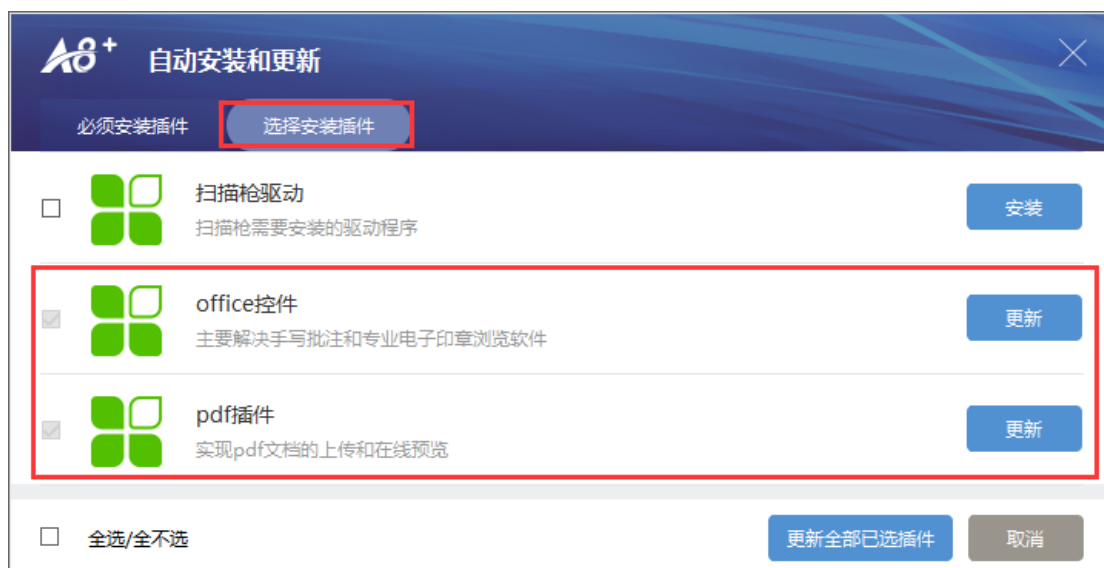 A8+ 自动安装和更新
必须安装插件 选择安装插件
扫描枪驱动
扫描枪需要安装的驱动程序
安装
office控件
主要解决手写批注和专业电子印章浏览软件
更新
pdf插件
实现pdf文档的上传和在线预览
更新
全选/全不选 更新全部已选插件 取消